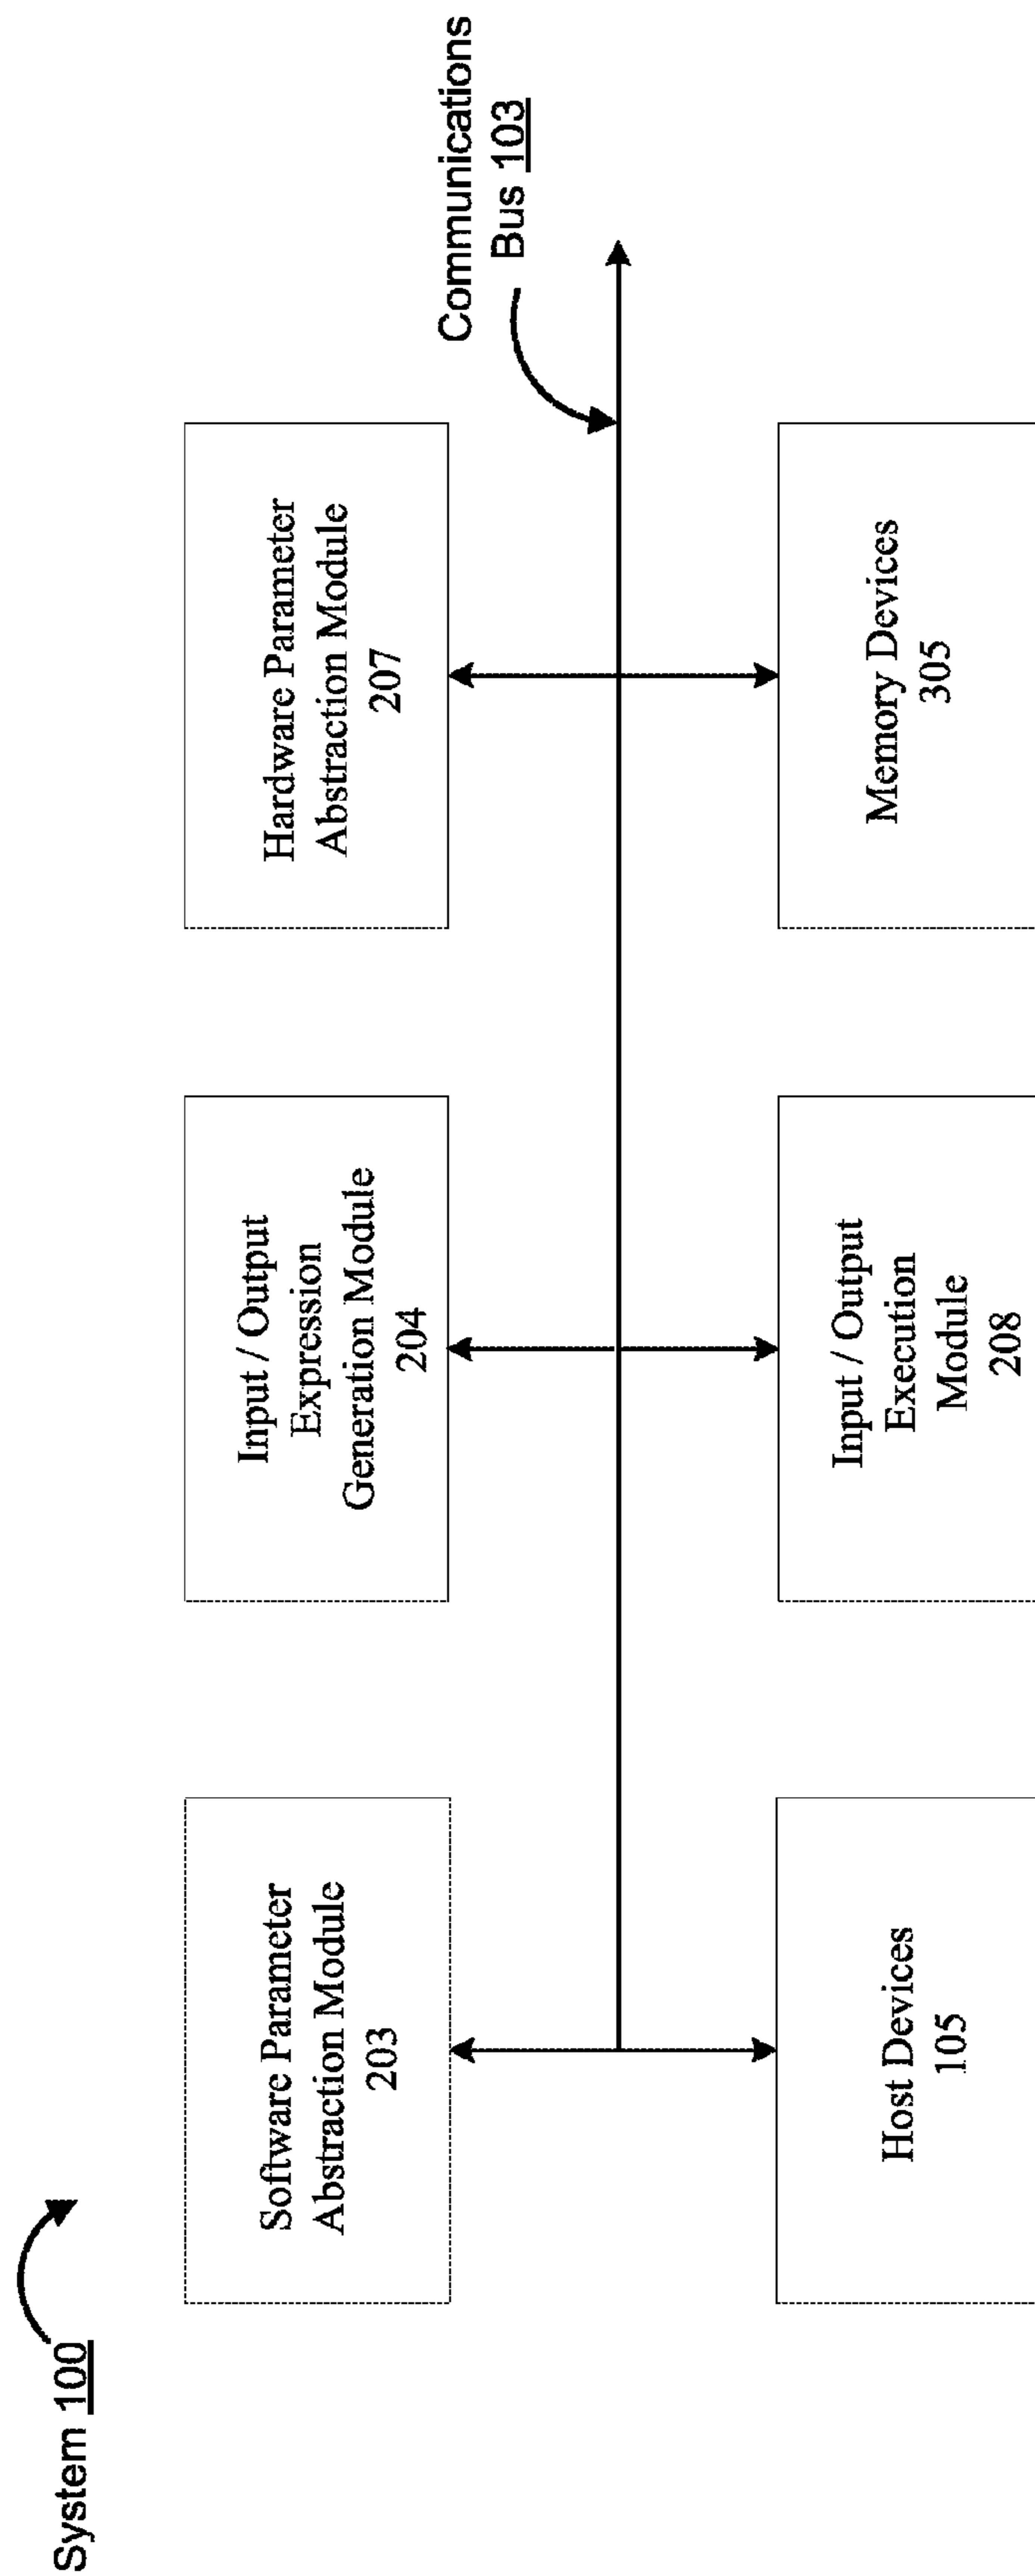 System 100
Communications
Bus 103
Software Parameter
Abstraction Module
203
Input / Output
Expression
Generation Module
204
Hardware Parameter
Abstraction Module
207
Host Devices
105
Input / Output
Execution
Module
208
Memory Devices
305